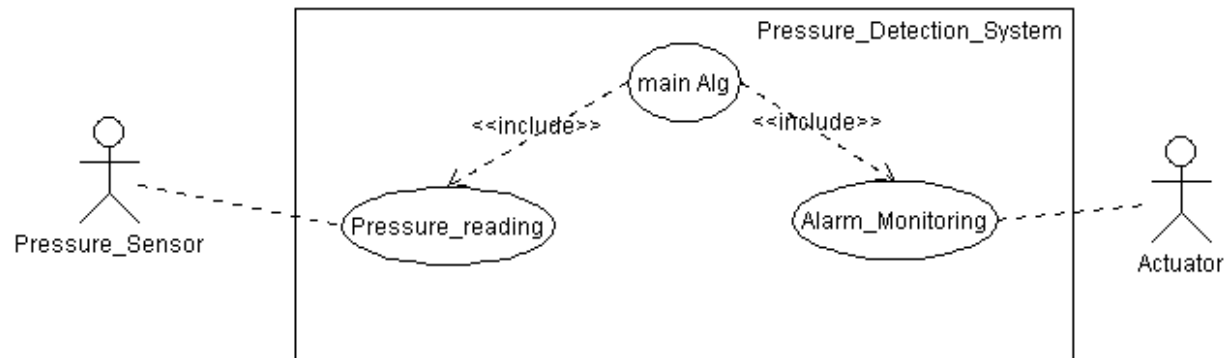 Pressure_Detection_System
main Alg
<<include>>
<<include>>
Pressure_reading
Alarm_Monitoring
Pressure_Sensor
Actuator